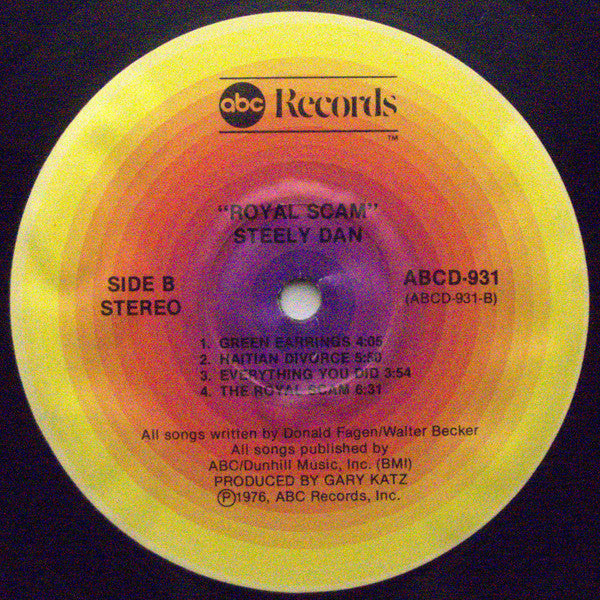 abc Records
™
"ROYAL SCAM"
STEELY DAN
SIDE B
STEREO
ABCD-931
(ABCD-931-B)
1. GREEN EARRINGS 4:05
2. HAITIAN DIVORCE 5:50
3. EVERYTHING YOU DID 3:54
4. THE ROYAL SCAM 6:31
All songs written by Donald Fagen/Walter Becker
All songs published by
ABC/Dunhill Music, Inc. (BMI)
PRODUCED BY GARY KATZ
Ⓟ1976, ABC Records, Inc.